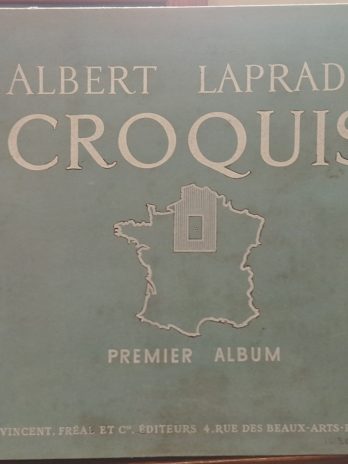 ALBERT LAPRAD
CROQUIS
PREMIER ALBUM
VINCENT, FRÉAL ET Cie. ÉDITEURS 4, RUE DES BEAUX-ARTS-